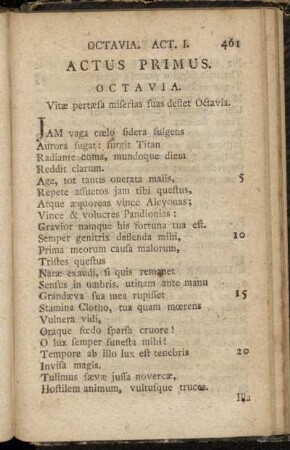 OCTAVIA. ACT. I. 461
ACTUS PRIMUS.
OCTAVIA.
Vitæ pertæſa miſerias ſuas deflet Octavia.
JAM vaga cœlo ſidera fulgens
Aurora fugat: ſurgit Titan
Radiante coma, mundoque diem
Reddit clarum.
Age, tot tantis onerata malis, 5
Repete aſſuetos jam tibi queſtus,
Atque æquoreas vince Alcyonas;
Vince & volucres Pandionias:
Gravior namque his fortuna tua eſt.
Semper genitrix deflenda mihi, 10
Prima meorum cauſa malorum,
Triſtes queſtus
Natæ exaudi, ſi quis remanet
Senſus in umbris. utinam ante manu
Grandæva ſua mea rupiſſet 15
Stamina Clotho, tua quam mœrens
Vulnera vidi,
Oraque fœdo ſparſa cruore!
O lux ſemper funeſta mihi!
Tempore ab illo lux eſt tenebris 20
Inviſa magis.
Tulimus ſævæ juſſa novercæ,
Hoſtilem animum, vultuſque truces.
Illa